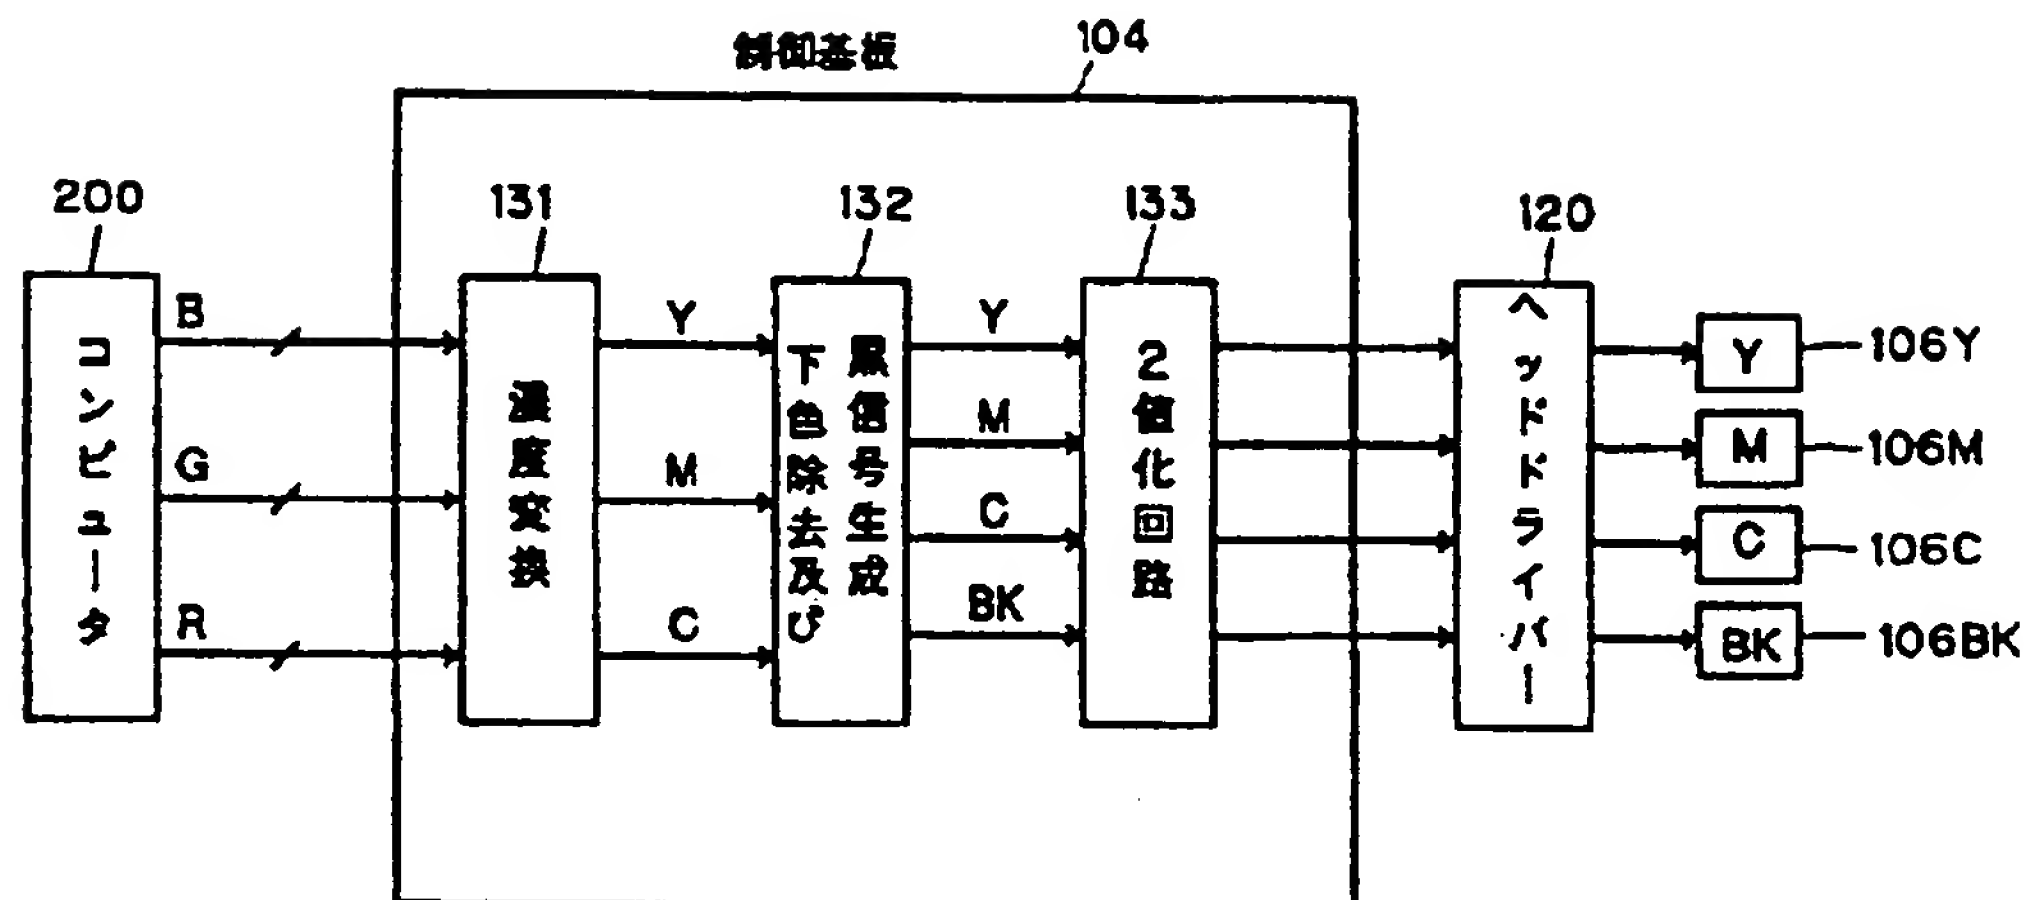 制御基板
104
200
131
132
133
120
コンピュータ
B
G
R
濃度変換
Y
M
C
黒信号生成
下色除去及び
Y
M
C
BK
2値化回路
ヘッドドライバー
Y
106Y
M
106M
C
106C
BK
106BK